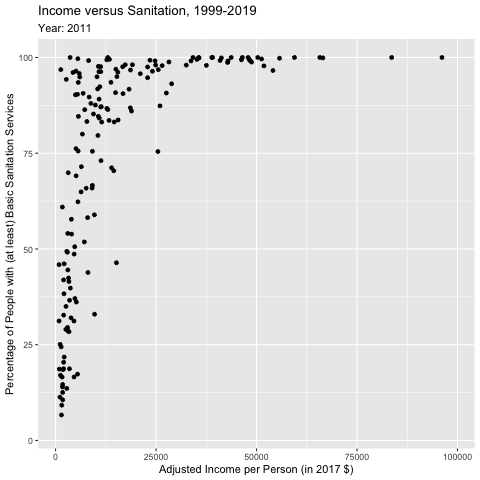 Income versus Sanitation, 1999-2019
Year: 2011
Percentage of People with (at least) Basic Sanitation Services
100
75
50
25
0
0 25000 50000 75000 100000
Adjusted Income per Person (in 2017 $)